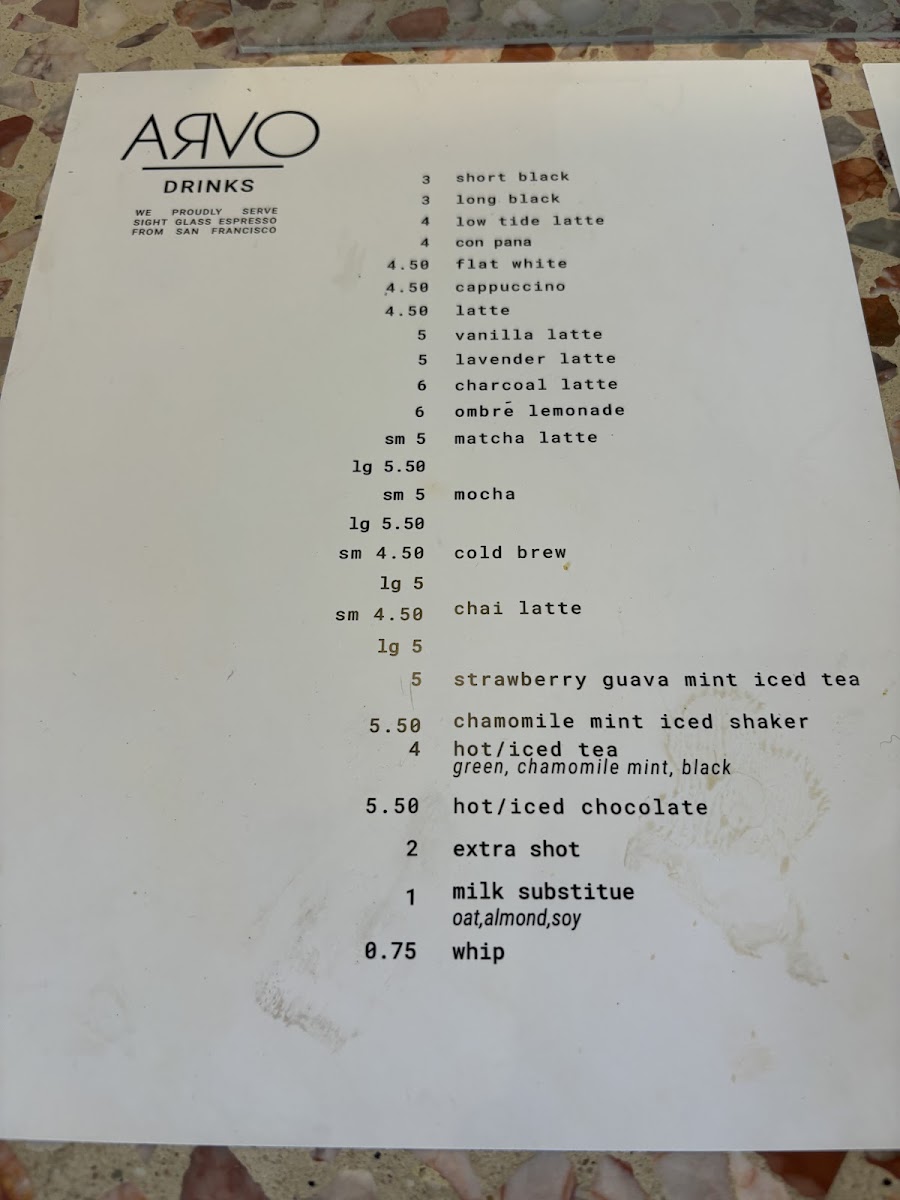 ARVO
DRINKS
WE PROUDLY SERVE
SIGHT GLASS ESPRESSO
FROM SAN FRANCISCO
3 short black
3 long black
4 low tide latte
4 con pana
4.50 flat white
4.50 cappuccino
4.50 latte
5 vanilla latte
5 lavender latte
6 charcoal latte
6 ombrē lemonade
sm 5 matcha latte
lg 5.50
sm 5 mocha
lg 5.50
sm 4.50 cold brew
lg 5
sm 4.50 chai latte
lg 5
5 strawberry guava mint iced tea
5.50 chamomile mint iced shaker
4 hot/iced tea
green, chamomile mint, black
5.50 hot/iced chocolate
2 extra shot
1 milk substitue
oat,almond,soy
0.75 whip